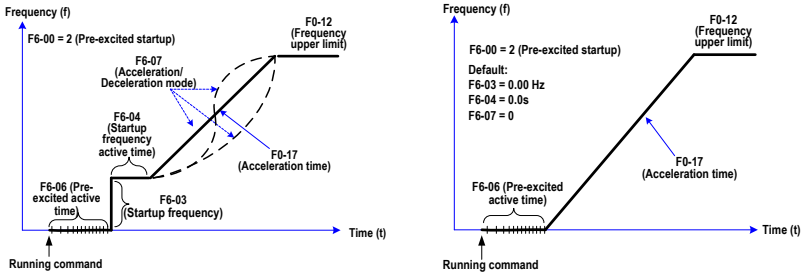 Frequency (f)
F6-00 = 2 (Pre-excited startup)
F0-12
(Frequency
upper limit)
F6-07
(Acceleration/
Deceleration mode)
F6-04
(Startup
frequency
active time)
F0-17
(Acceleration time)
F6-06 (Pre-
excited active
time)
F6-03
(Startup frequency)
Time (t)
Running command
Frequency (f)
F0-12
(Frequency
upper limit)
F6-00 = 2 (Pre-excited startup)
Default:
F6-03 = 0.00 Hz
F6-04 = 0.0s
F6-07 = 0
F0-17
(Acceleration time)
F6-06 (Pre-excited
active time)
Time (t)
Running command